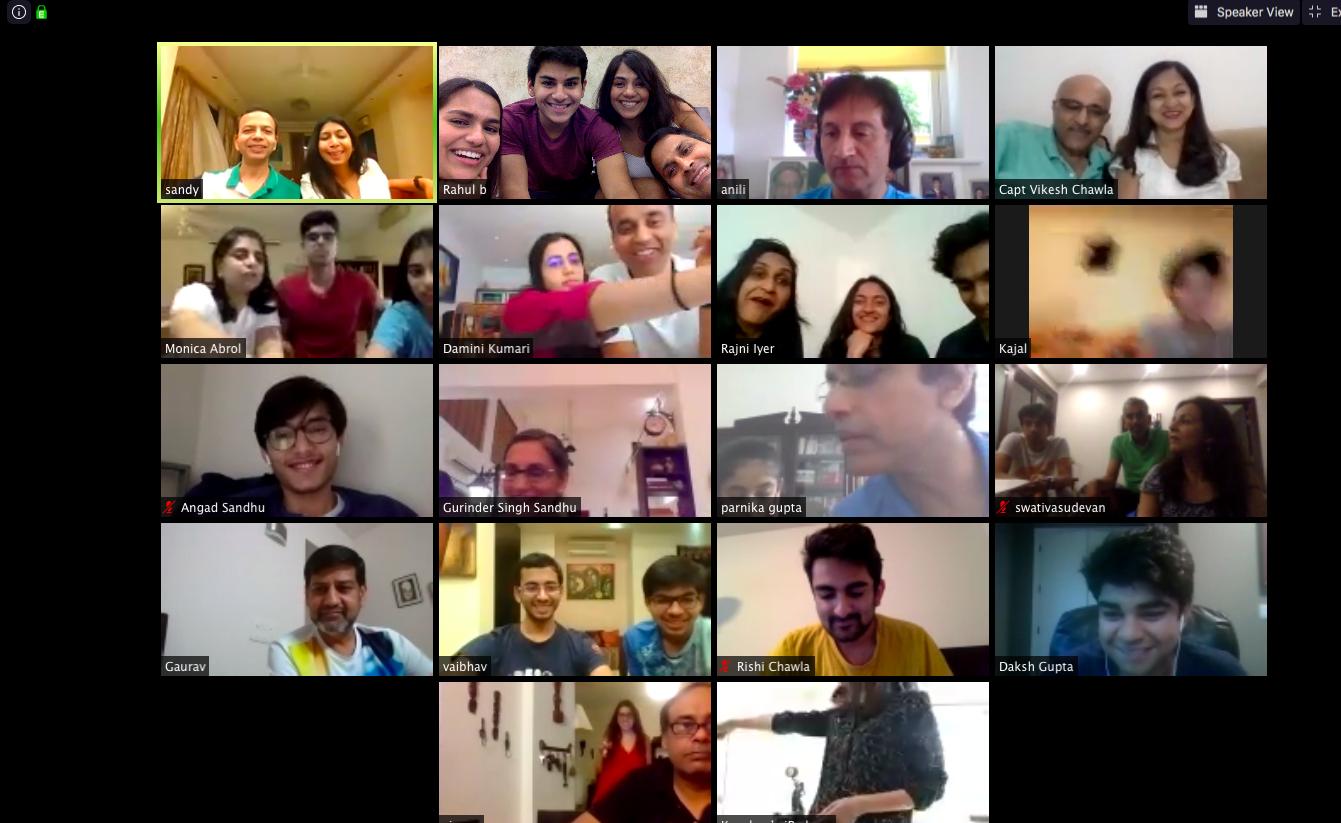 Speaker View
Ex
sandy
Rahul b
anili
Capt Vikesh Chawla
Monica Abrol
Damini Kumari
Rajni Iyer
Kajal
Angad Sandhu
Gurinder Singh Sandhu
parnika gupta
swativasudevan
Gaurav
vaibhav
Rishi Chawla
Daksh Gupta